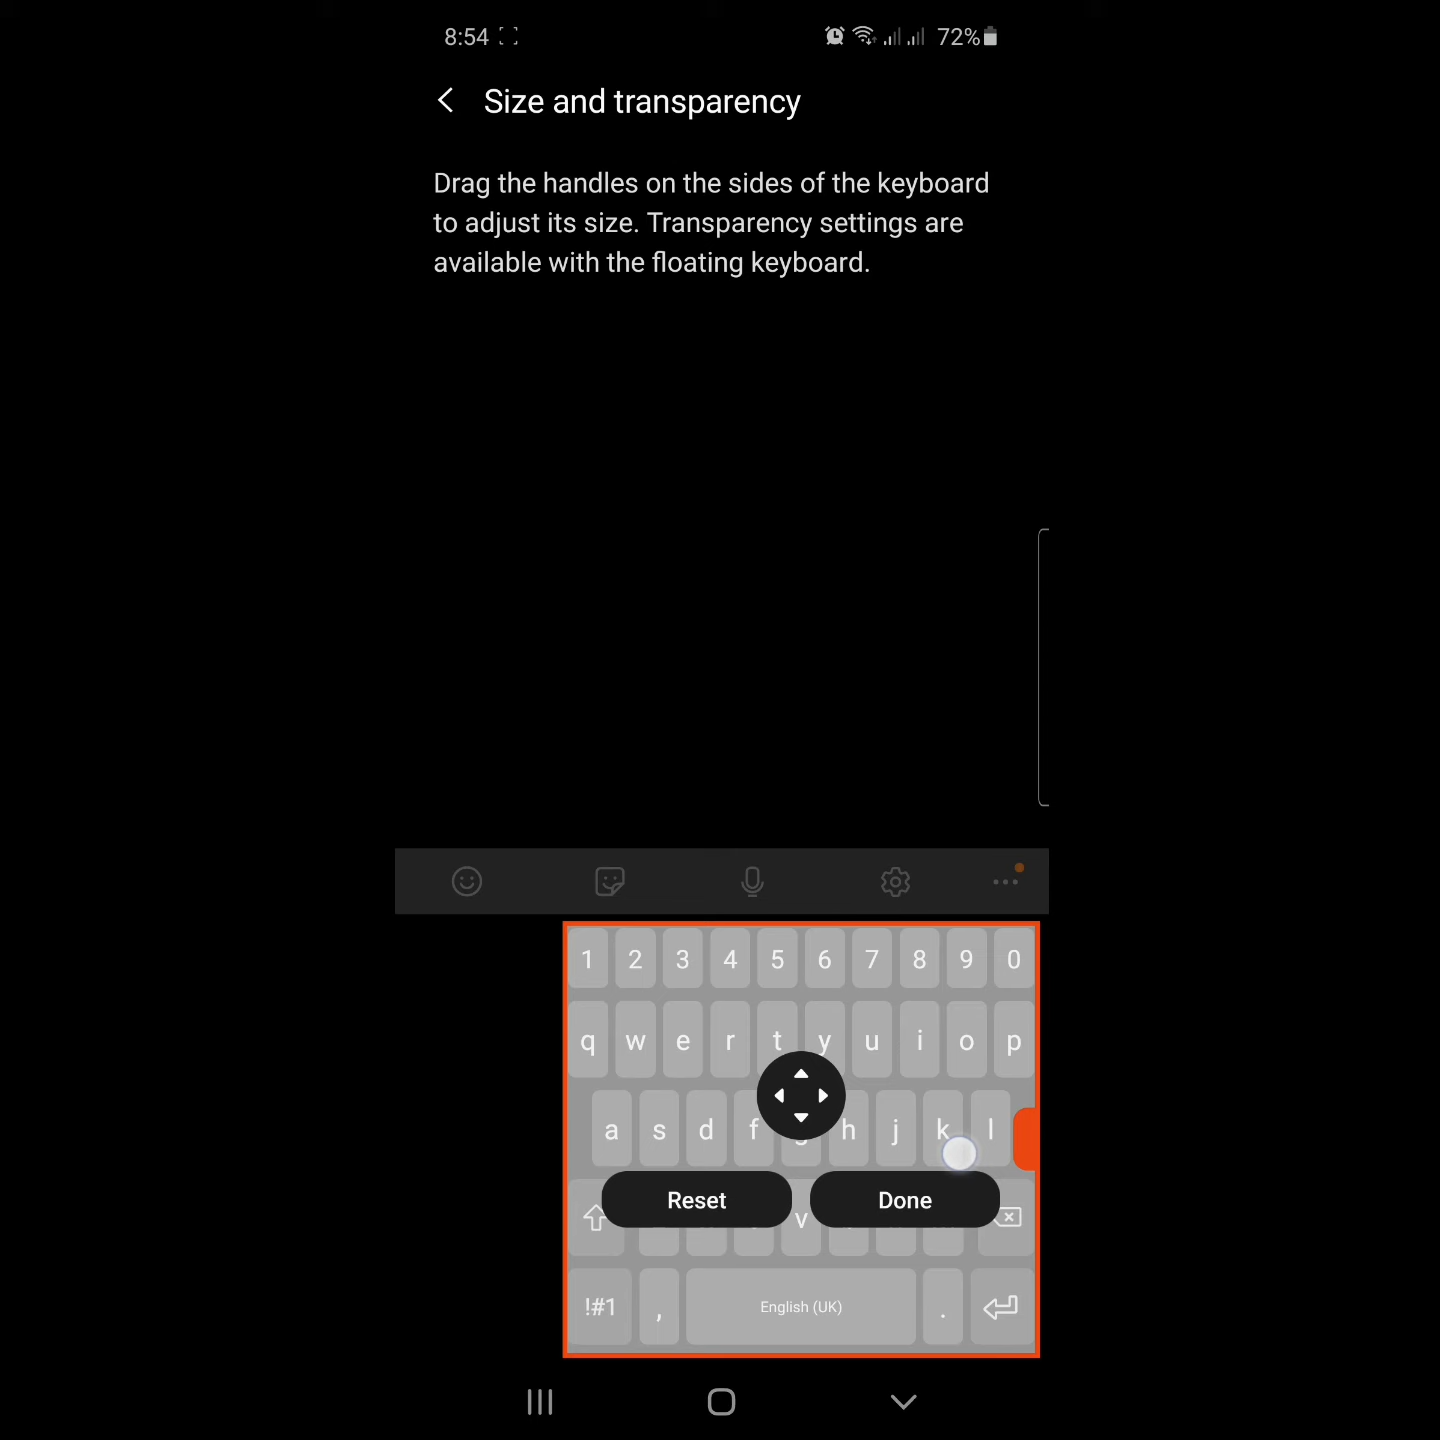 8:54
72%
Size and transparency
Drag the handles on the sides of the keyboard
to adjust its size. Transparency settings are
available with the floating keyboard.
1 2 3 4 5 6 7 8 9 0
q w e r t y u i o p
a s d f g h j k l
Reset Done
v
!#1 , English (UK) .